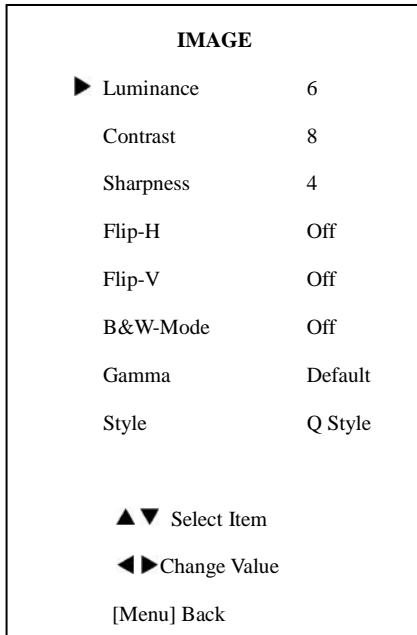 IMAGE
▶ Luminance 6
Contrast 8
Sharpness 4
Flip-H Off
Flip-V Off
B&W-Mode Off
Gamma Default
Style Q Style
▲▼ Select Item
◀▶Change Value
[Menu] Back